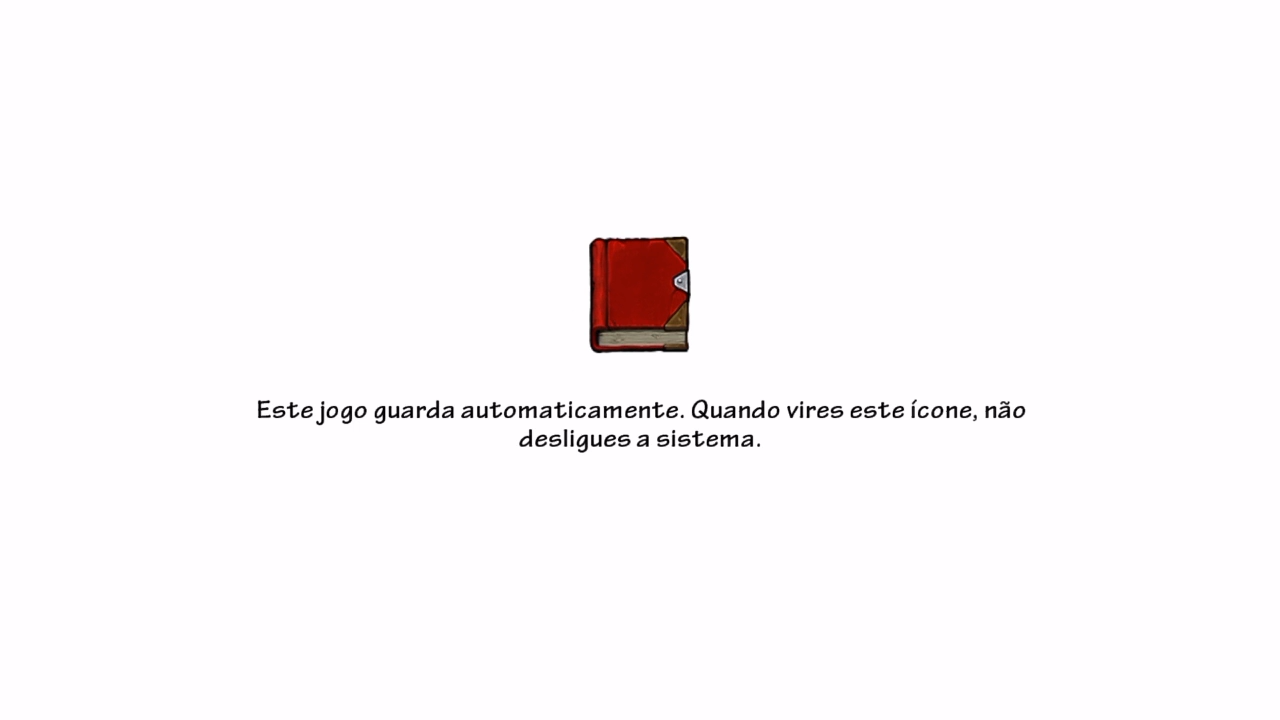 Este jogo guarda automaticamente. Quando vires este ícone, não
desligues a sistema.